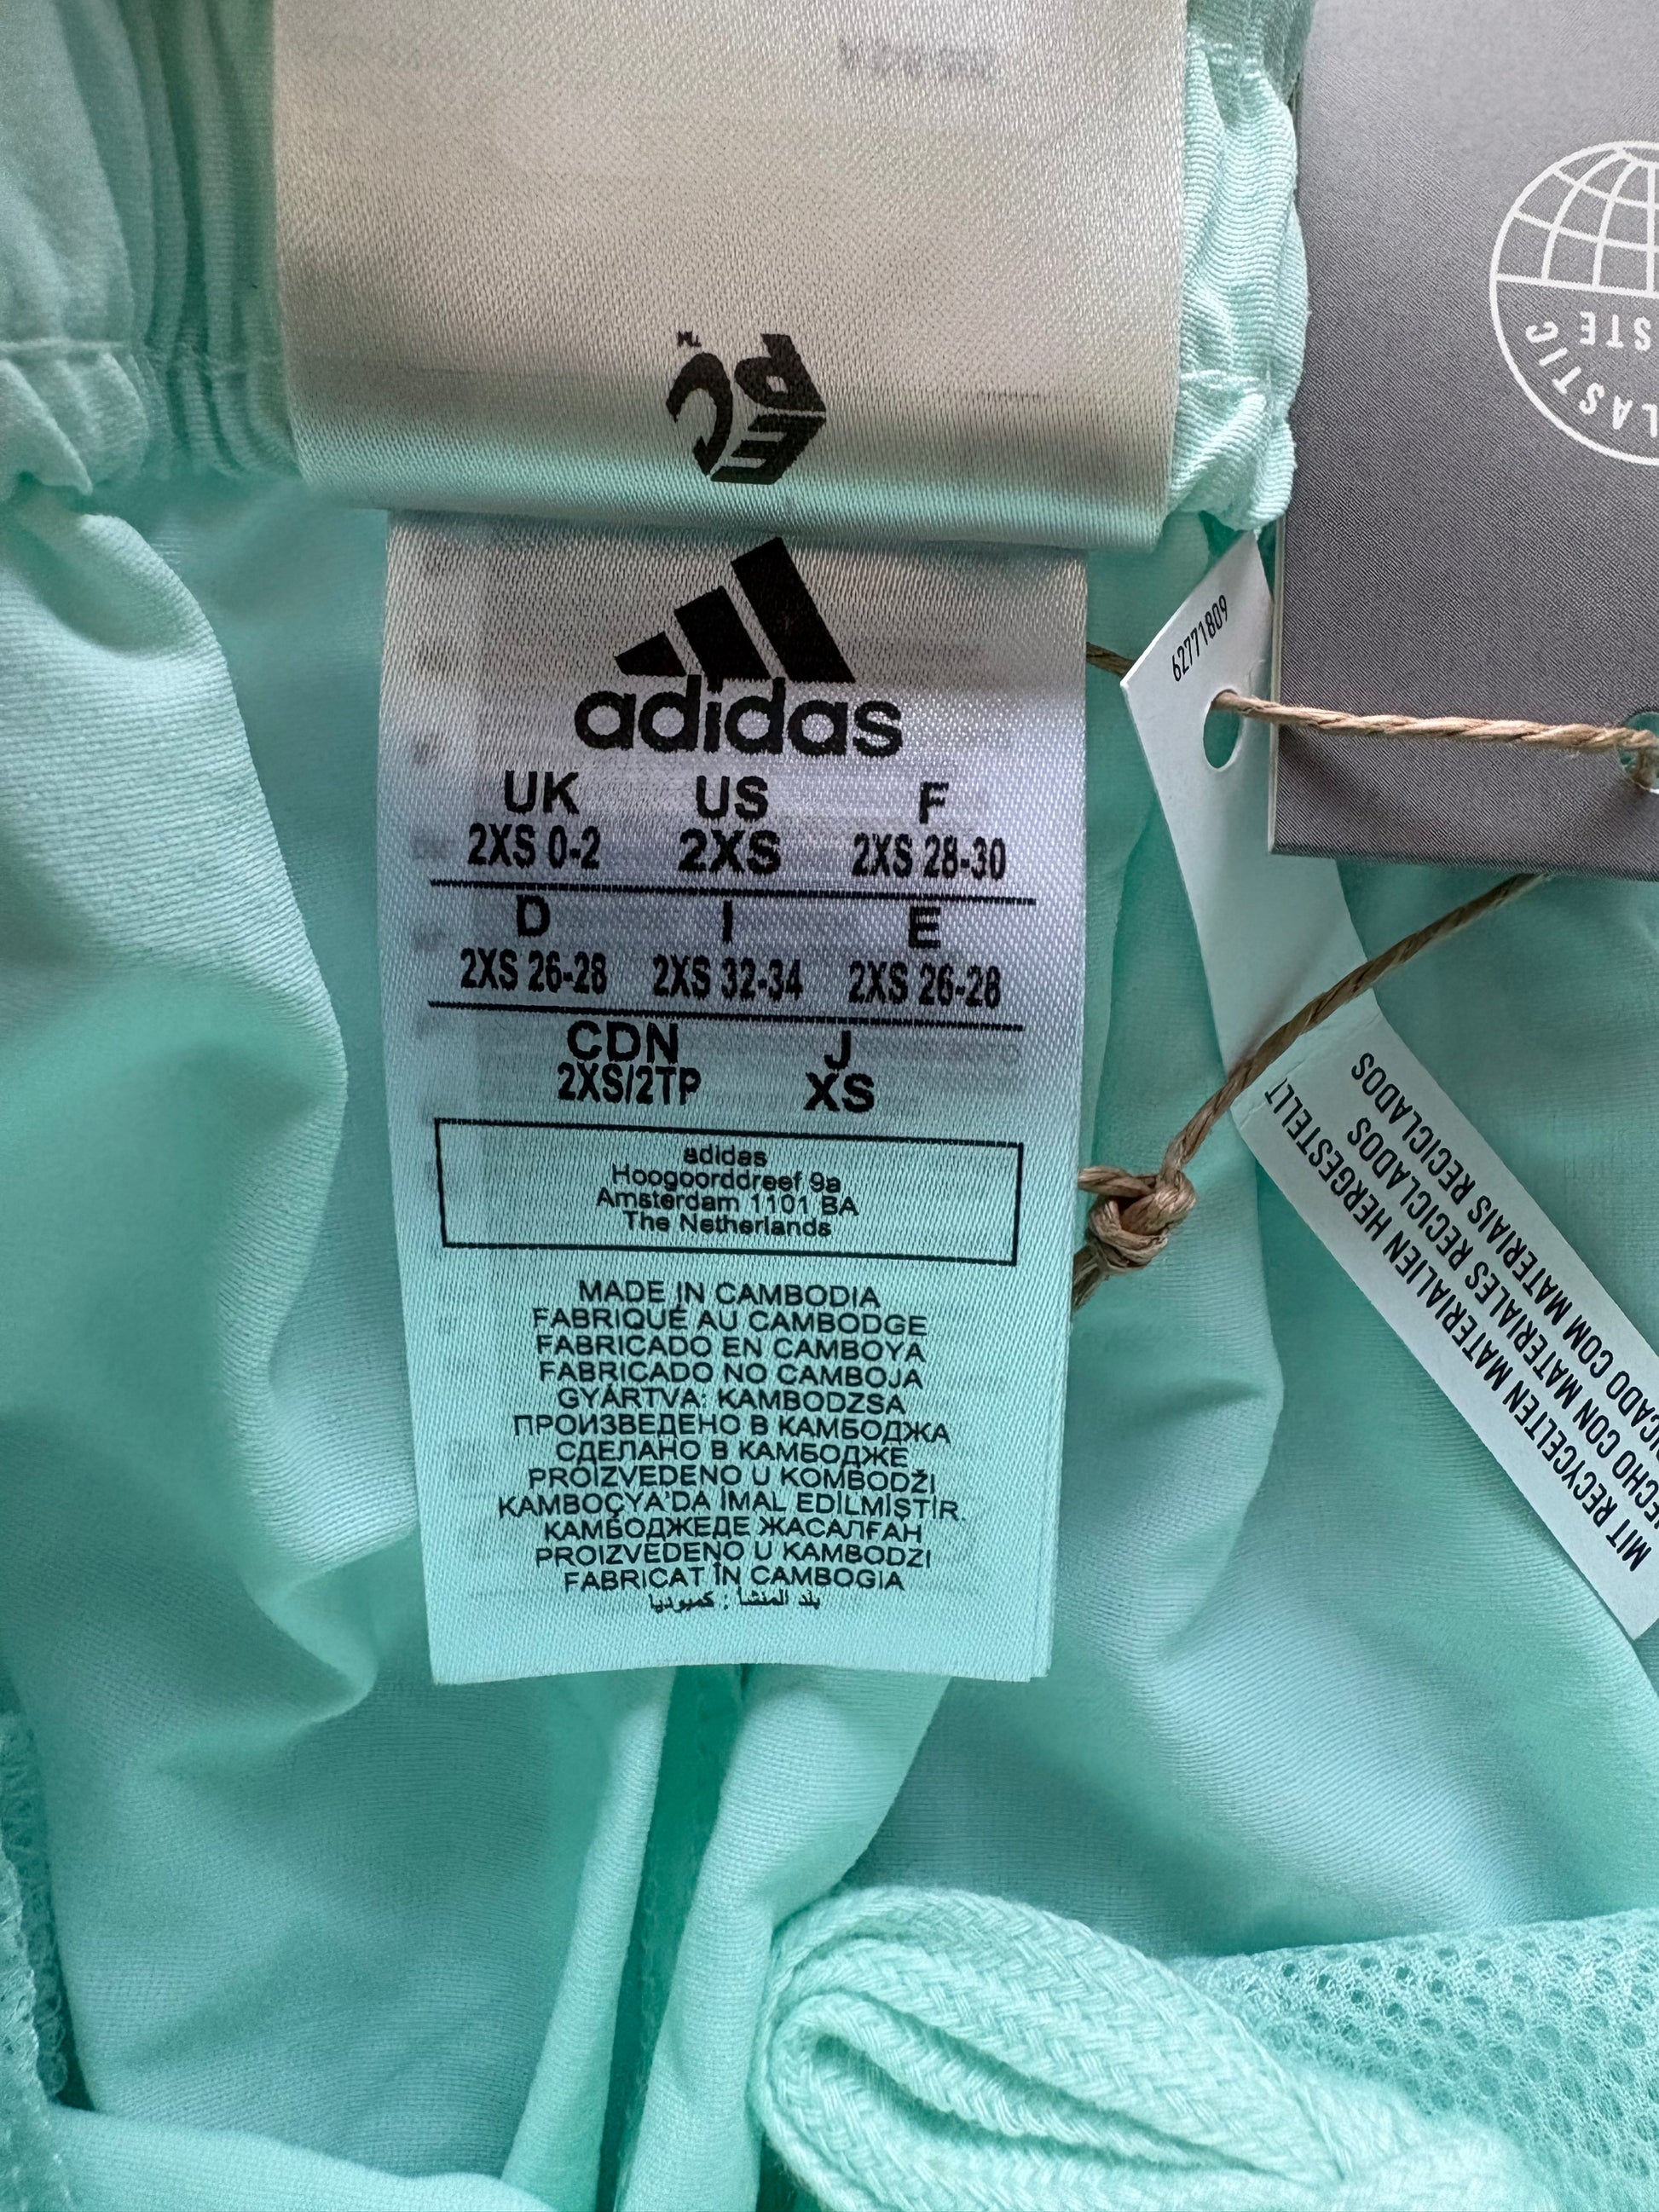 PEC™
adidas
UK US F
2XS 0-2 2XS 2XS 28-30
D I E
2XS 26-28 2XS 32-34 2XS 26-28
CDN J
2XS/2TP XS
adidas
Hoogoorddreef 9a
Amsterdam 1101 BA
The Netherlands
MADE IN CAMBODIA
FABRIQUÉ AU CAMBODGE
FABRICADO EN CAMBOYA
FABRICADO NO CAMBOJA
GYÁRTVA: KAMBODZSA
ПРОИЗВЕДЕНО В КАМБОДЖА
СДЕЛАНО В КАМБОДЖЕ
PROIZVEDENO U KOMBODŽI
KAMBOÇYA'DA İMAL EDİLMİŞTİR.
КАМБОДЖЕДЕ ЖАСАЛҒАН
PROIZVEDENO U KAMBODZI
FABRICAT ÎN CAMBOGIA
بلد المنشأ : كمبوديا
62771809
MIT RECYCELTEN MATERIALIEN HERGESTELLT
CON MATERIALES RECICLADOS
COM MATERIAIS RECICLADOS